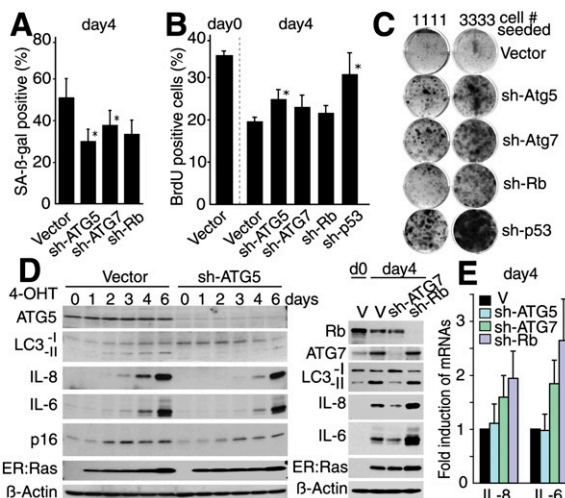 A
day4
SA-ß-gal positive (%)
80
60
40
20
0
Vector
sh-ATG5
sh-ATG7
sh-Rb
*
*
B
day0
day4
BrdU positive cells (%)
40
30
20
10
0
Vector
Vector
sh-ATG5
sh-ATG7
sh-Rb
sh-p53
*
*
C
1111 3333 cell # seeded
Vector
sh-Atg5
sh-Atg7
sh-Rb
sh-p53
D
Vector
sh-ATG5
4-OHT 0 1 2 3 4 6 0 1 2 3 4 6 days
ATG5
LC3 -I
-II
IL-8
IL-6
p16
ER:Ras
ß-Actin
d0 day4
V V sh-ATG7 sh-Rb
Rb
ATG7
LC3 -I
-II
IL-8
IL-6
ER:Ras
ß-Actin
E
day4
Fold induction of mRNAs
3
2
1
0
V
sh-ATG5
sh-ATG7
sh-Rb
IL-8 IL-6